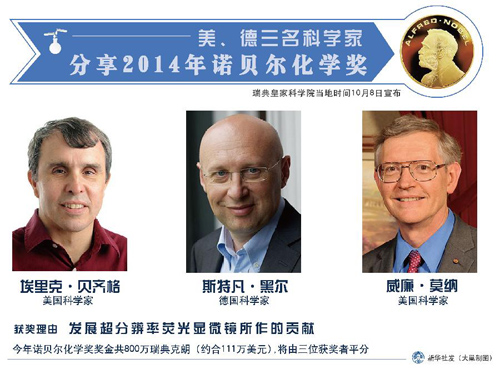 美、德三名科学家
分享2014年诺贝尔化学奖
ALFRED·NOBEL
瑞典皇家科学院当地时间10月8日宣布
埃里克·贝齐格
美国科学家
斯特凡·黑尔
德国科学家
威廉·莫纳
美国科学家
获奖理由 发展超分辨率荧光显微镜所作的贡献
今年诺贝尔化学奖奖金共800万瑞典克朗（约合111万美元），将由三位获奖者平分
新华社发（大巢制图）